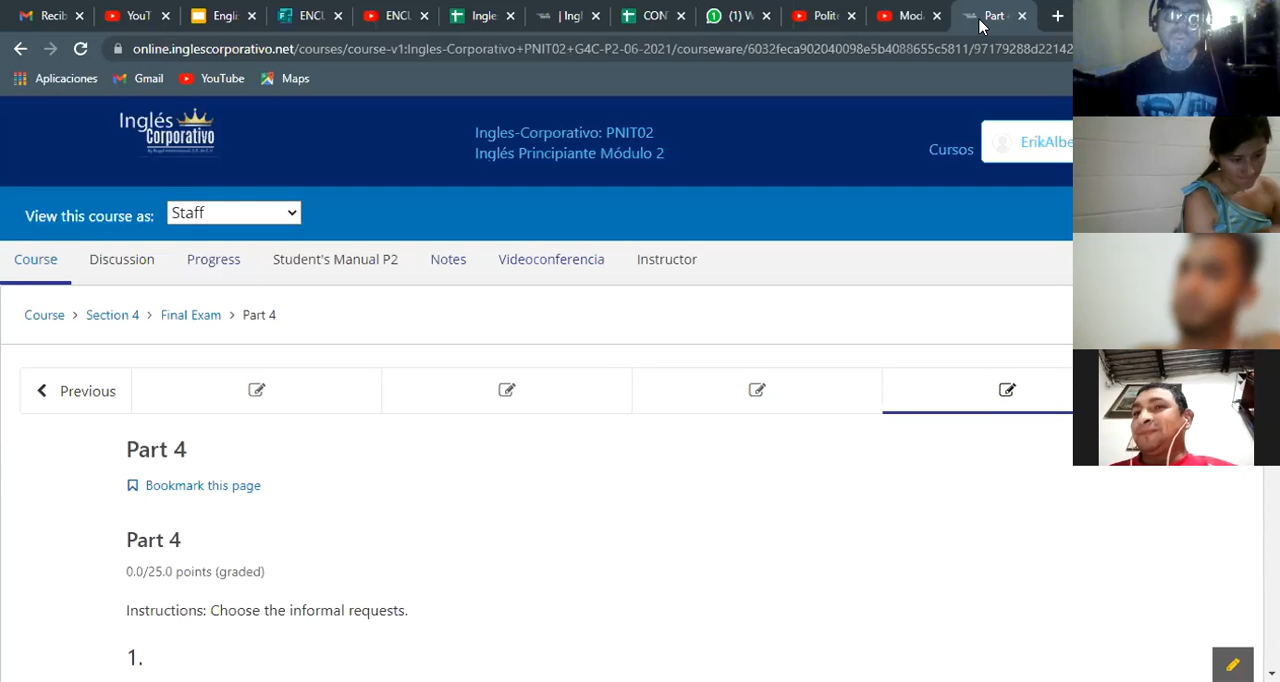 Recib
YouT
Engli
ENCU
ENCU
Ingle
| Ingl
CON
(1) W
Polit
Mod
Part
online.inglescorporativo.net/courses/course-v1:Ingles-Corporativo+PNIT02+G4C-P2-06-2021/courseware/6032feca902040098e5b4088655c5811/97179288d22142
Aplicaciones
Gmail
YouTube
Maps
Inglés
Corporativo
Ingles-Corporativo: PNIT02
Inglés Principiante Módulo 2
Cursos
ErikAlbe
View this course as:
Staff
Course
Discussion
Progress
Student's Manual P2
Notes
Videoconferencia
Instructor
Course > Section 4 > Final Exam > Part 4
Previous
Part 4
Bookmark this page
Part 4
0.0/25.0 points (graded)
Instructions: Choose the informal requests.
1.